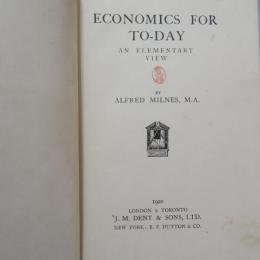 ECONOMICS FOR
TO-DAY
AN ELEMENTARY
VIEW
BY
ALFRED MILNES, M.A.
1920
LONDON & TORONTO
J. M. DENT & SONS, LTD.
NEW YORK: E. P. DUTTON & CO.